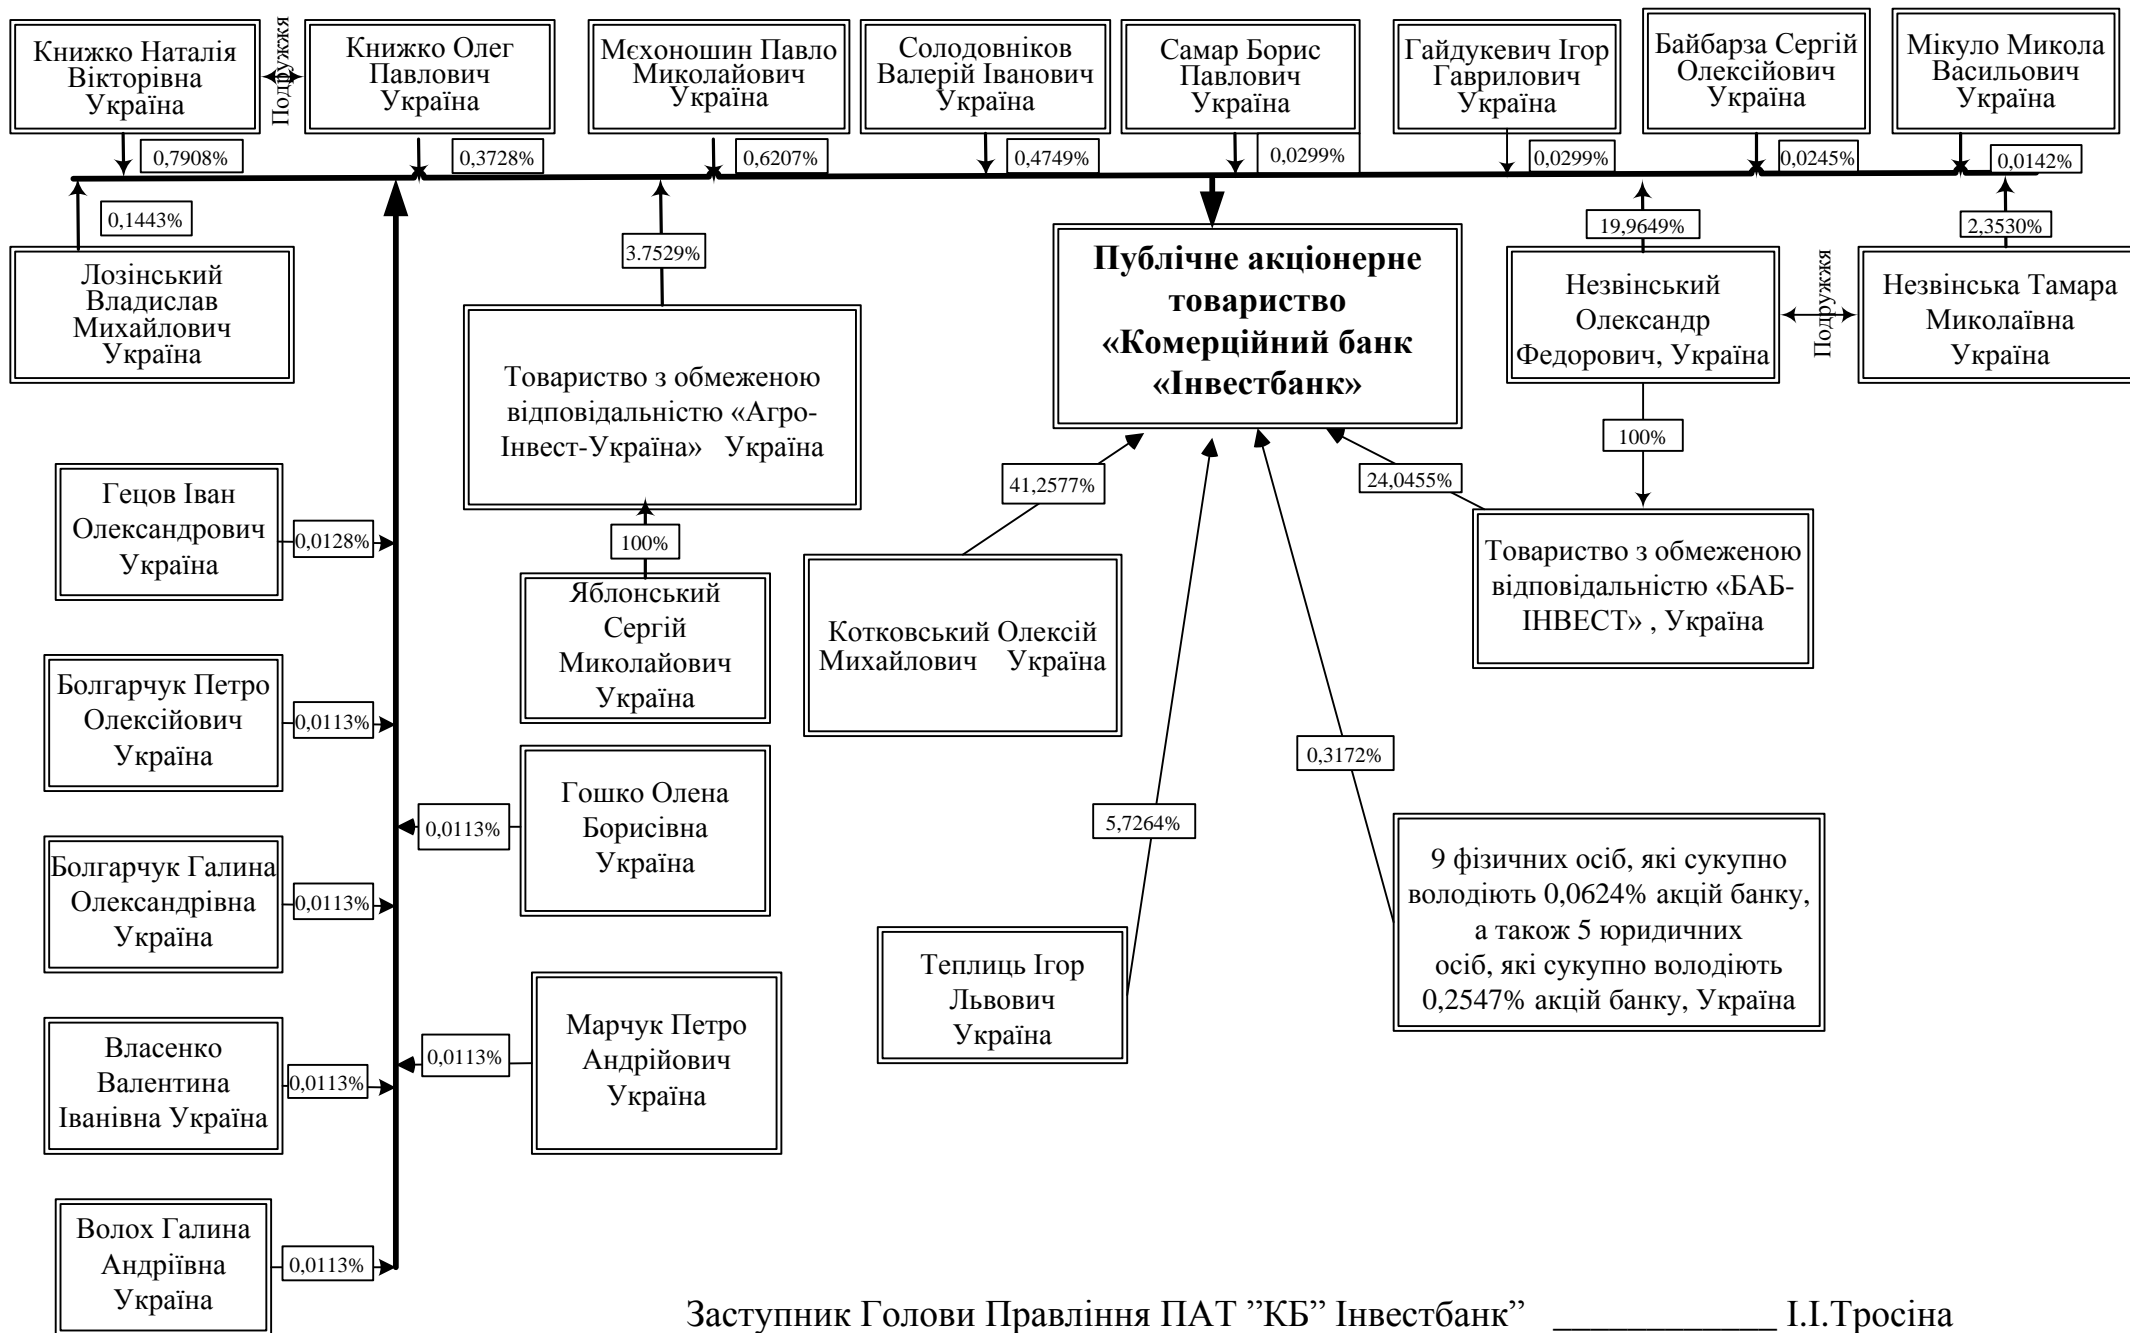 Книжко Наталія
Вікторівна
Україна
Подружжя
Книжко Олег
Павлович
Україна
Мєхоношин Павло
Миколайович
Україна
Солодовніков
Валерій Іванович
Україна
Самар Борис
Павлович
Україна
Гайдукевич Ігор
Гаврилович
Україна
Байбарза Сергій
Олексійович
Україна
Мікуло Микола
Васильович
Україна
0,7908%
0,3728%
0,6207%
0,4749%
0,0299%
0,0299%
0,0245%
0,0142%
0,1443%
3.7529%
19,9649%
2,3530%
Лозінський
Владислав
Михайлович
Україна
Товариство з обмеженою
відповідальністю «Агро-
Інвест-Україна» Україна
Публічне акціонерне
товариство
«Комерційний банк
«Інвестбанк»
Незвінський
Олександр
Федорович, Україна
Подружжя
Незвінська Тамара
Миколаївна
Україна
100%
41,2577%
24,0455%
Гецов Іван
Олександрович
Україна
0,0128%
100%
Яблонський
Сергій
Миколайович
Україна
Котковський Олексій
Михайлович Україна
Товариство з обмеженою
відповідальністю «БАБ-
ІНВЕСТ» , Україна
Болгарчук Петро
Олексійович
Україна
0,0113%
0,3172%
Гошко Олена
Борисівна
Україна
0,0113%
5,7264%
Болгарчук Галина
Олександрівна
Україна
0,0113%
9 фізичних осіб, які сукупно
володіють 0,0624% акцій банку,
а також 5 юридичних
осіб, які сукупно володіють
0,2547% акцій банку, Україна
Теплиць Ігор
Львович
Україна
Власенко
Валентина
Іванівна Україна
0,0113%
0,0113%
Марчук Петро
Андрійович
Україна
Волох Галина
Андріївна
Україна
0,0113%
Заступник Голови Правління ПАТ ”КБ” Інвестбанк” _____________ І.І.Тросіна